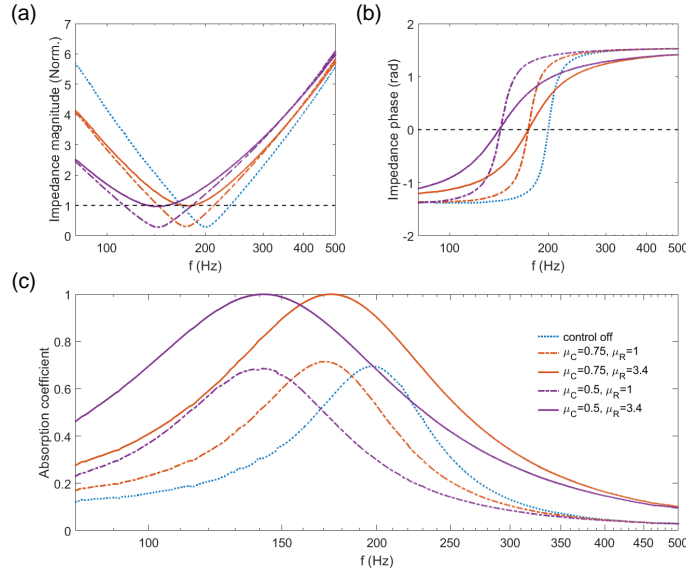 (a)
7
6
5
4
3
2
1
0
Impedance magnitude (Norm.)
100
200
300
400
500
f (Hz)
(b)
2
1
0
-1
-2
Impedance phase (rad)
100
200
300
400
500
f (Hz)
(c)
1
0.8
0.6
0.4
0.2
0
Absorption coefficient
100
150
200
250
300
350
400
450
500
f (Hz)
control off
μC=0.75, μR=1
μC=0.75, μR=3.4
μC=0.5, μR=1
μC=0.5, μR=3.4